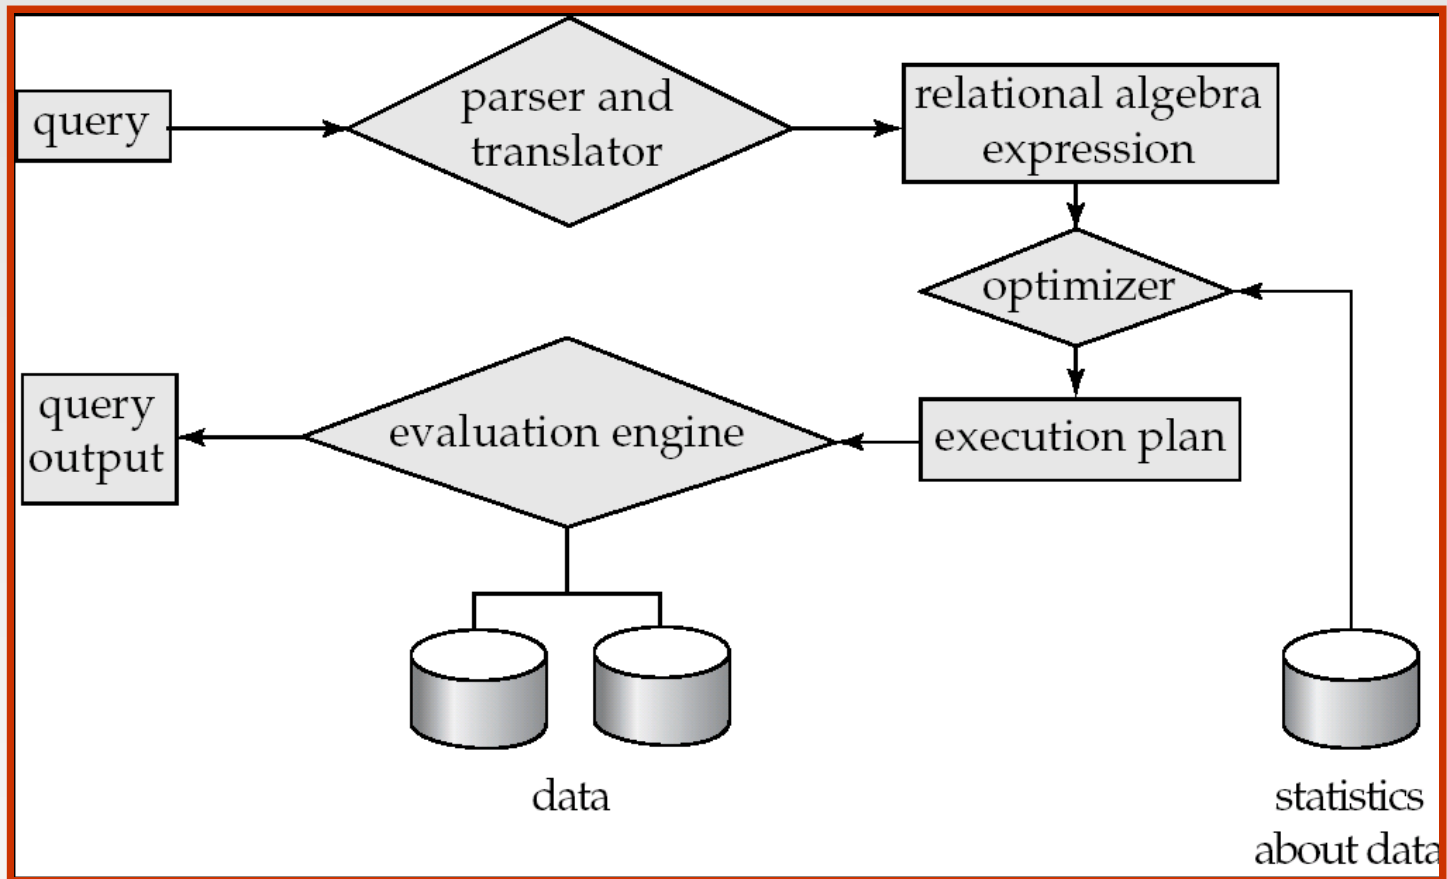 query
parser and
translator
relational algebra
expression
optimizer
query
output
evaluation engine
execution plan
data
statistics
about data